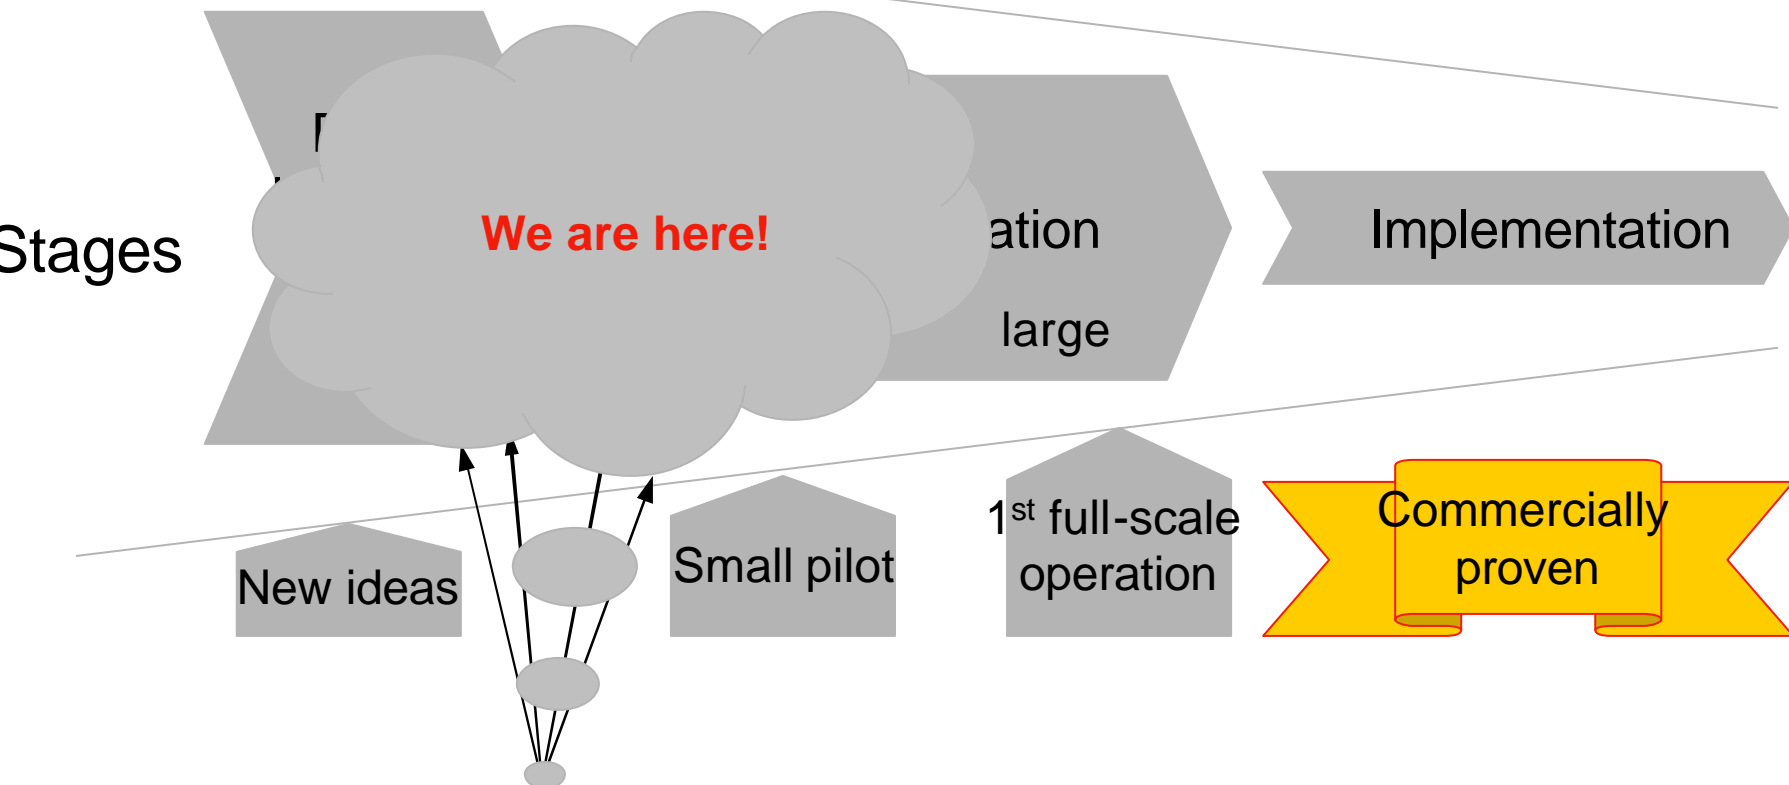 Stages
We are here!
ation
large
Implementation
New ideas
Small pilot
1st full-scale
operation
Commercially
proven